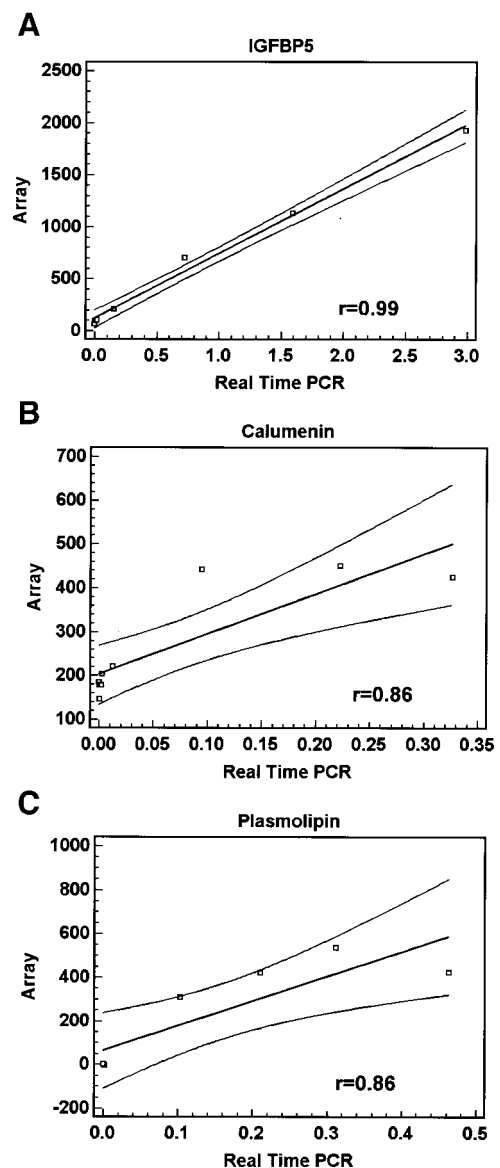 A
IGFBP5
2500
2000
1500
1000
500
0
Array
r=0.99
0.0 0.5 1.0 1.5 2.0 2.5 3.0
Real Time PCR
B
Calumenin
700
600
500
400
300
200
100
Array
r=0.86
0.00 0.05 0.10 0.15 0.20 0.25 0.30 0.35
Real Time PCR
C
Plasmolipin
1000
800
600
400
200
0
-200
Array
r=0.86
0.0 0.1 0.2 0.3 0.4 0.5
Real Time PCR